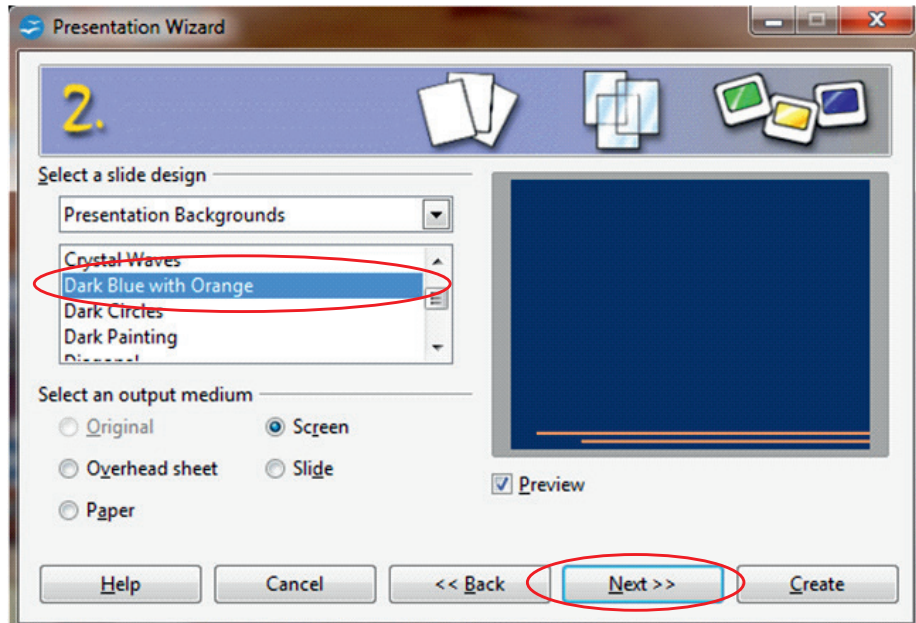 Presentation Wizard
2.
Select a slide design
Presentation Backgrounds
Crystal Waves
Dark Blue with Orange
Dark Circles
Dark Painting
Diagonal
Select an output medium
Original
Screen
Overhead sheet
Slide
Paper
Preview
Help
Cancel
<< Back
Next >>
Create